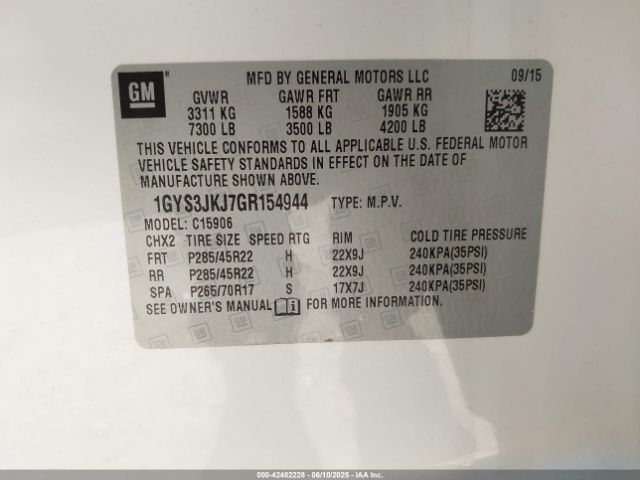 GM
MFD BY GENERAL MOTORS LLC 09/15
GVWR GAWR FRT GAWR RR
3311 KG 1588 KG 1905 KG
7300 LB 3500 LB 4200 LB
THIS VEHICLE CONFORMS TO ALL APPLICABLE U.S. FEDERAL MOTOR
VEHICLE SAFETY STANDARDS IN EFFECT ON THE DATE OF
MANUFACTURE SHOWN ABOVE.
1GYS3JKJ7GR154944 TYPE: M.P.V.
MODEL: C15906
CHX2 TIRE SIZE SPEED RTG RIM COLD TIRE PRESSURE
FRT P285/45R22 H 22X9J 240KPA(35PSI)
RR P285/45R22 H 22X9J 240KPA(35PSI)
SPA P265/70R17 S 17X7J 240KPA(35PSI)
SEE OWNER'S MANUAL FOR MORE INFORMATION.
000-42482228 - 06/10/2025 - IAA Inc.